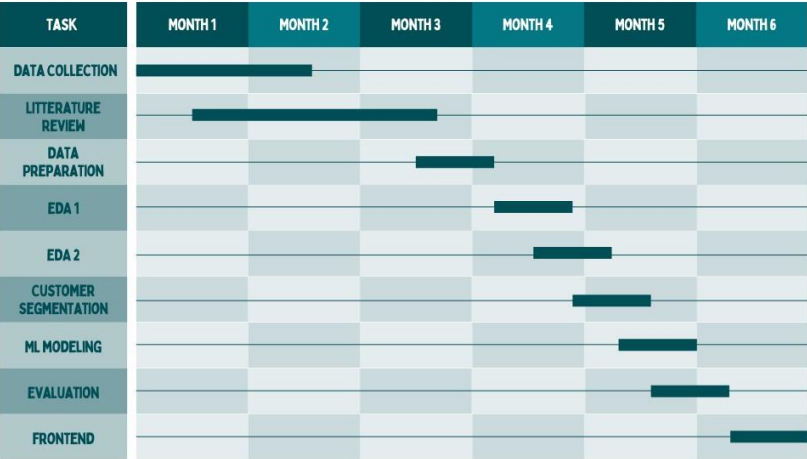 TASK
MONTH 1
MONTH 2
MONTH 3
MONTH 4
MONTH 5
MONTH 6
DATA COLLECTION
LITTERATURE
REVIEW
DATA
PREPARATION
EDA 1
EDA 2
CUSTOMER
SEGMENTATION
ML MODELING
EVALUATION
FRONTEND